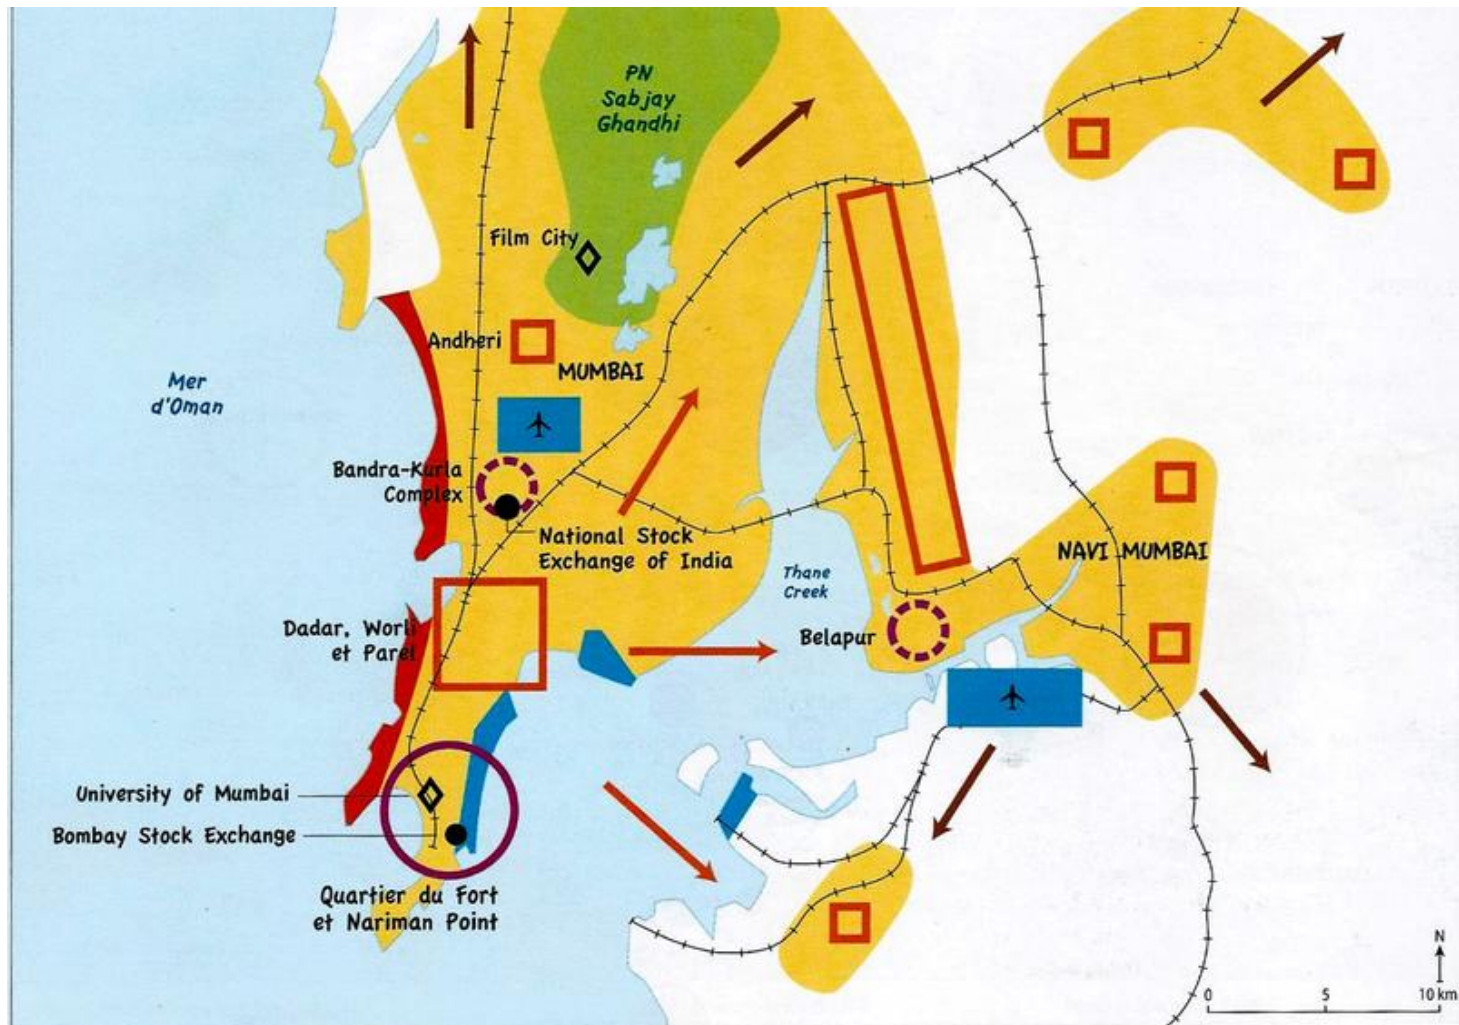 PN
Sabjay
Ghandhi
Film City
Andheri
MUMBAI
Mer
d'Oman
Bandra-Kurla
Complex
National Stock
Exchange of India
NAVI MUMBAI
Thane
Creek
Dadar, Worli
et Parel
Belapur
University of Mumbai
Bombay Stock Exchange
Quartier du Fort
et Nariman Point
N
0 5 10 km